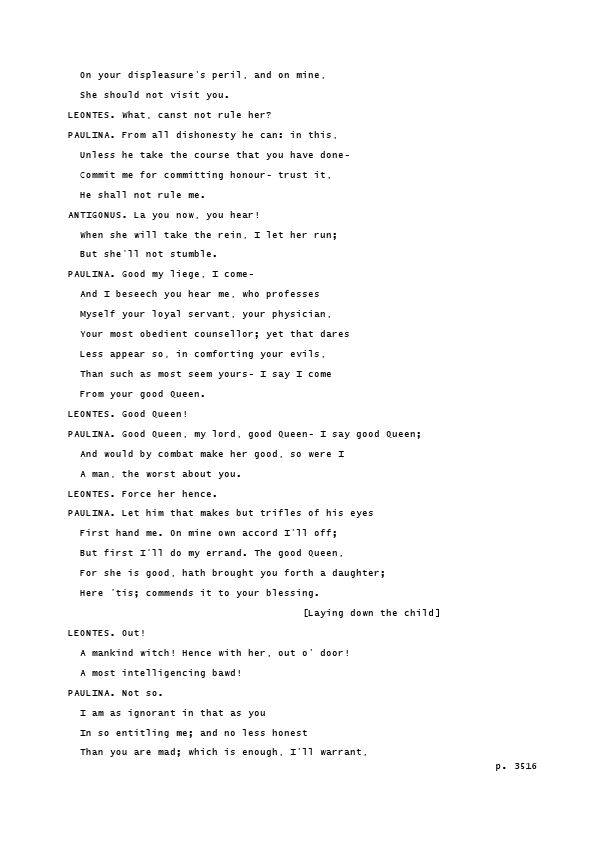 On your displeasure's peril, and on mine,
She should not visit you.
LEONTES. What, canst not rule her?
PAULINA. From all dishonesty he can: in this,
Unless he take the course that you have done-
Commit me for committing honour- trust it,
He shall not rule me.
ANTIGONUS. La you now, you hear!
When she will take the rein, I let her run;
But she'll not stumble.
PAULINA. Good my liege, I come-
And I beseech you hear me, who professes
Myself your loyal servant, your physician,
Your most obedient counsellor; yet that dares
Less appear so, in comforting your evils,
Than such as most seem yours- I say I come
From your good Queen.
LEONTES. Good Queen!
PAULINA. Good Queen, my lord, good Queen- I say good Queen;
And would by combat make her good, so were I
A man, the worst about you.
LEONTES. Force her hence.
PAULINA. Let him that makes but trifles of his eyes
First hand me. On mine own accord I'll off;
But first I'll do my errand. The good Queen,
For she is good, hath brought you forth a daughter;
Here 'tis; commends it to your blessing.
[Laying down the child]
LEONTES. Out!
A mankind witch! Hence with her, out o' door!
A most intelligencing bawd!
PAULINA. Not so.
I am as ignorant in that as you
In so entitling me; and no less honest
Than you are mad; which is enough, I'll warrant,
p. 3516